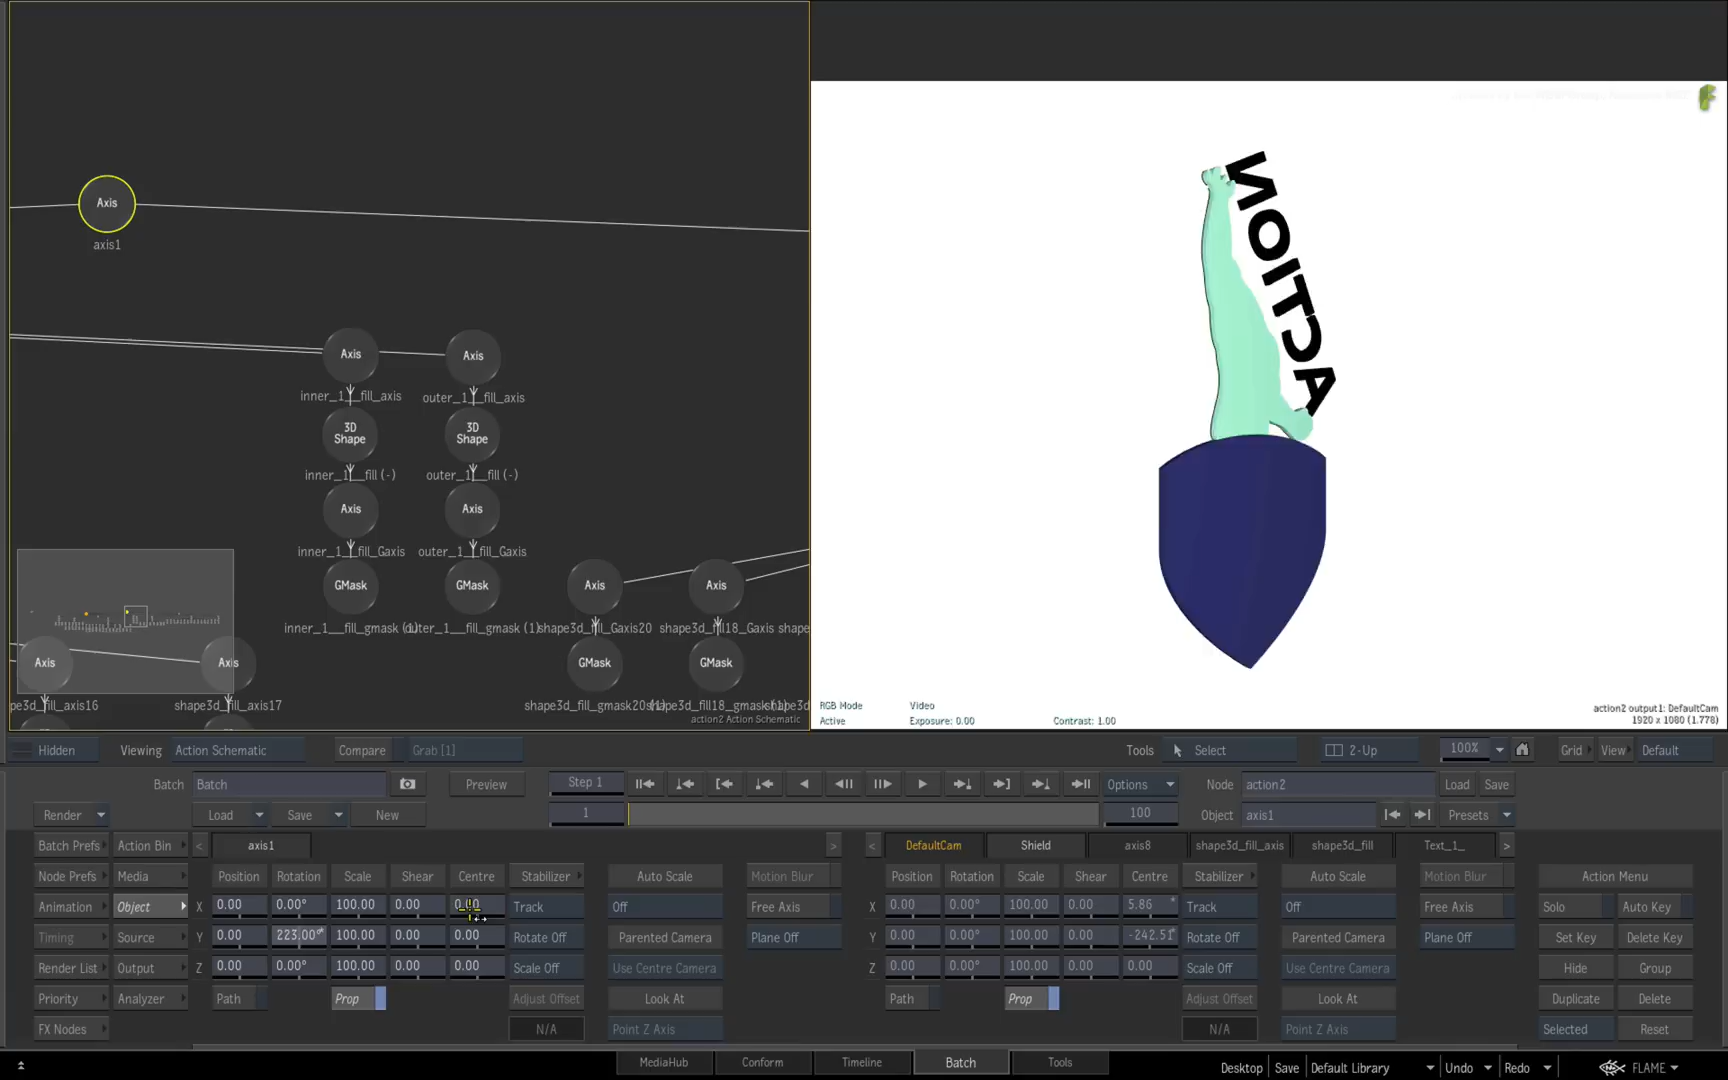 Axis
axis1
Axis
Axis
inner_1__fill_axis
outer_1__fill_axis
3D
Shape
3D
Shape
inner_1__fill (-)
outer_1__fill (-)
Axis
Axis
inner_1__fill_Gaxis
outer_1__fill_Gaxis
Axis
Axis
GMask
GMask
inner_1__fill_gmask
shape3d_fill_Gaxis20
shape3d_fill18_Gaxis
Axis
Axis
GMask
GMask
shape3d_fill_axis17
shape3d_fill_gmask20
action2 Action Schematic
ACTION
RGB Mode
Video
Active
Exposure: 0.00
Contrast: 1.00
action2 output1: DefaultCam
1920 x 1080 (1.778)
Hidden
Viewing
Action Schematic
Compare
Grab [1]
Tools
Select
2-Up
100%
Grid
View
Default
Batch
Batch
Preview
Step 1
Options
Node
action2
Load
Save
Render
Load
Save
New
1
100
Object
axis1
Presets
Batch Prefs
Action Bin
<
axis1
>
<
DefaultCam
Shield
axis8
shape3d_fill_axis
shape3d_fill
Text_1_
>
Node Prefs
Media
Position
Rotation
Scale
Shear
Centre
Stabilizer
Auto Scale
Motion Blur
Position
Rotation
Scale
Shear
Centre
Stabilizer
Auto Scale
Motion Blur
Action Menu
Animation
Object
X
0.00
0.00°
100.00
0.00
0.00
Track
Off
Free Axis
X
0.00
0.00°
100.00
0.00
5.86
Track
Off
Free Axis
Solo
Auto Key
Timing
Source
Y
0.00
223.00°
100.00
0.00
0.00
Rotate Off
Parented Camera
Plane Off
Y
0.00
0.00°
100.00
0.00
-242.51
Rotate Off
Parented Camera
Plane Off
Set Key
Delete Key
Render List
Output
Z
0.00
0.00°
100.00
0.00
0.00
Scale Off
Use Centre Camera
Z
0.00
0.00°
100.00
0.00
0.00
Scale Off
Use Centre Camera
Hide
Group
Priority
Analyzer
Path
Prop
Adjust Offset
Look At
Path
Prop
Adjust Offset
Look At
Duplicate
Delete
FX Nodes
N/A
Point Z Axis
N/A
Point Z Axis
Selected
Reset
MediaHub
Conform
Timeline
Batch
Tools
Desktop
Save
Default Library
Undo
Redo
FLAME